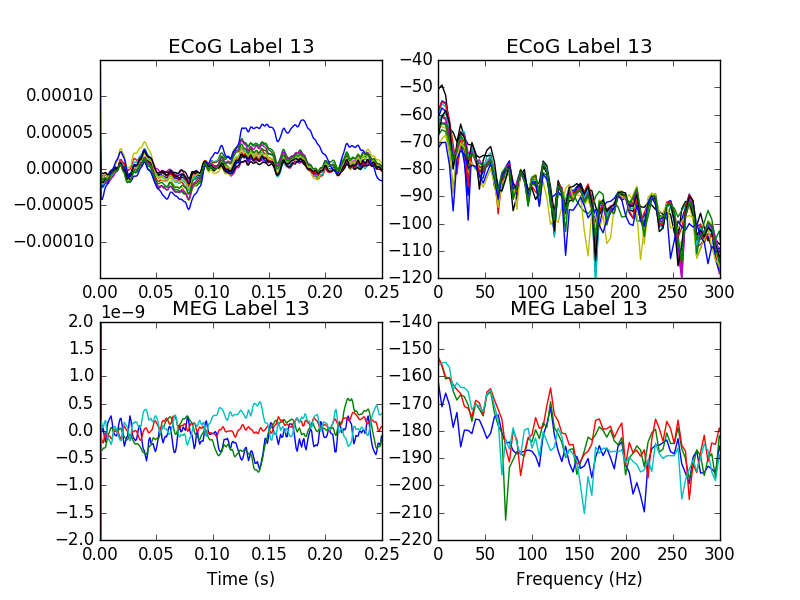 ECoG Label 13
0.00010
0.00005
0.00000
−0.00005
−0.00010
0.00 0.05 0.10 0.15 0.20 0.25
ECoG Label 13
−40
−50
−60
−70
−80
−90
−100
−110
−120
0 50 100 150 200 250 300
MEG Label 13
1e−9
2.0
1.5
1.0
0.5
0.0
−0.5
−1.0
−1.5
−2.0
0.00 0.05 0.10 0.15 0.20 0.25
Time (s)
MEG Label 13
−140
−150
−160
−170
−180
−190
−200
−210
−220
0 50 100 150 200 250 300
Frequency (Hz)